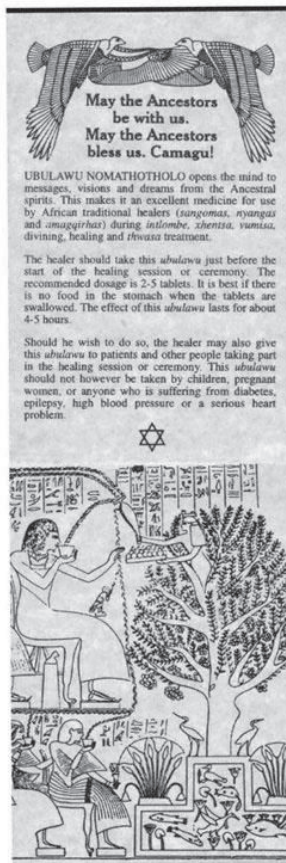 May the Ancestors
be with us.
May the Ancestors
bless us. Camagu!
UBULAWU NOMATHOTHOLO opens the mind to
messages, visions and dreams from the Ancestral
spirits. This makes it an excellent medicine for use
by African traditional healers (sangomas, nyangas
and amagqirhas) during intlombe, xhentsa, vumisa,
divining, healing and thwasa treatment.
The healer should take this ubulawu just before the
start of the healing session or ceremony. The
recommended dosage is 2-5 tablets. It is best if there
is no food in the stomach when the tablets are
swallowed. The effect of this ubulawu lasts for about
4-5 hours.
Should he wish to do so, the healer may also give
this ubulawu to patients and other people taking part
in the healing session or ceremony. This ubulawu
should not however be taken by children, pregnant
women, or anyone who is suffering from diabetes,
epilepsy, high blood pressure or a serious heart
problem.